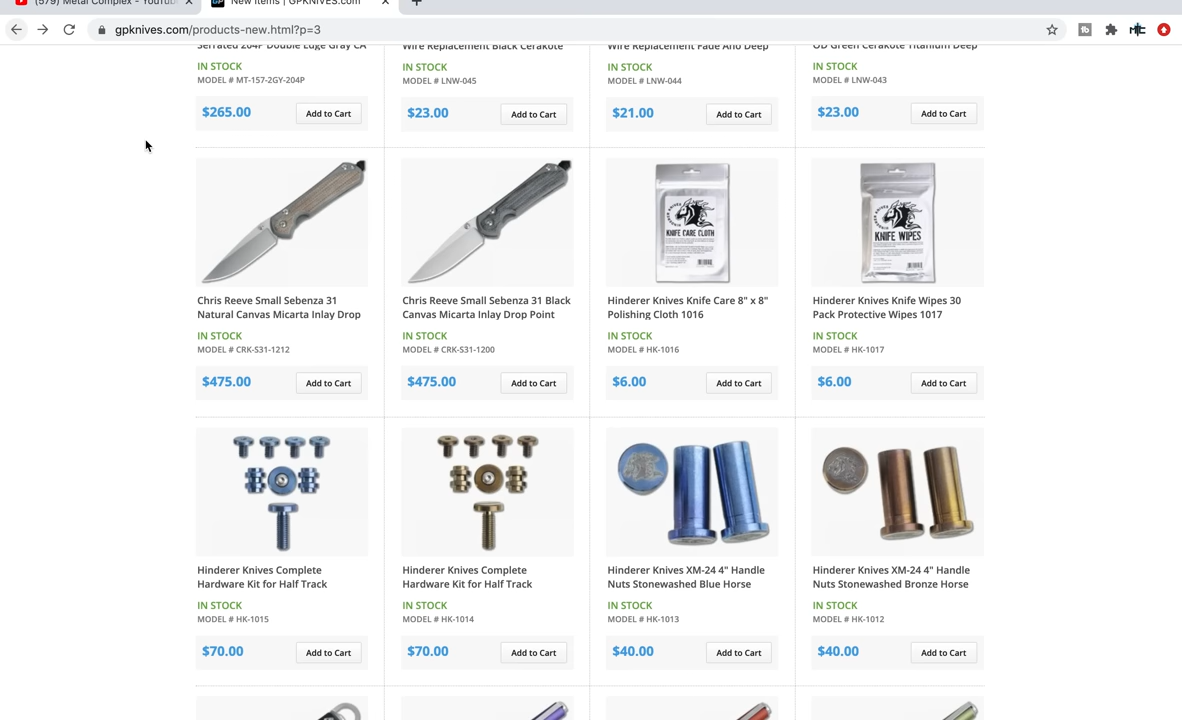 (579) Metal Complex - YouTub
New Items | GPKNIVES.com
gpknives.com/products-new.html?p=3
Serrated 204P Double Edge Gray CA
IN STOCK
MODEL # MT-157-2GY-204P
$265.00
Add to Cart
Wire Replacement Black Cerakote
IN STOCK
MODEL # LNW-045
$23.00
Add to Cart
Wire Replacement Fade Ano Deep
IN STOCK
MODEL # LNW-044
$21.00
Add to Cart
OD Green Cerakote Titanium Deep
IN STOCK
MODEL # LNW-043
$23.00
Add to Cart
Chris Reeve Small Sebenza 31
Natural Canvas Micarta Inlay Drop
IN STOCK
MODEL # CRK-S31-1212
$475.00
Add to Cart
Chris Reeve Small Sebenza 31 Black
Canvas Micarta Inlay Drop Point
IN STOCK
MODEL # CRK-S31-1200
$475.00
Add to Cart
KNIFE CARE CLOTH
Hinderer Knives Knife Care 8" x 8"
Polishing Cloth 1016
IN STOCK
MODEL # HK-1016
$6.00
Add to Cart
KNIFE WIPES
Hinderer Knives Knife Wipes 30
Pack Protective Wipes 1017
IN STOCK
MODEL # HK-1017
$6.00
Add to Cart
Hinderer Knives Complete
Hardware Kit for Half Track
IN STOCK
MODEL # HK-1015
$70.00
Add to Cart
Hinderer Knives Complete
Hardware Kit for Half Track
IN STOCK
MODEL # HK-1014
$70.00
Add to Cart
Hinderer Knives XM-24 4" Handle
Nuts Stonewashed Blue Horse
IN STOCK
MODEL # HK-1013
$40.00
Add to Cart
Hinderer Knives XM-24 4" Handle
Nuts Stonewashed Bronze Horse
IN STOCK
MODEL # HK-1012
$40.00
Add to Cart